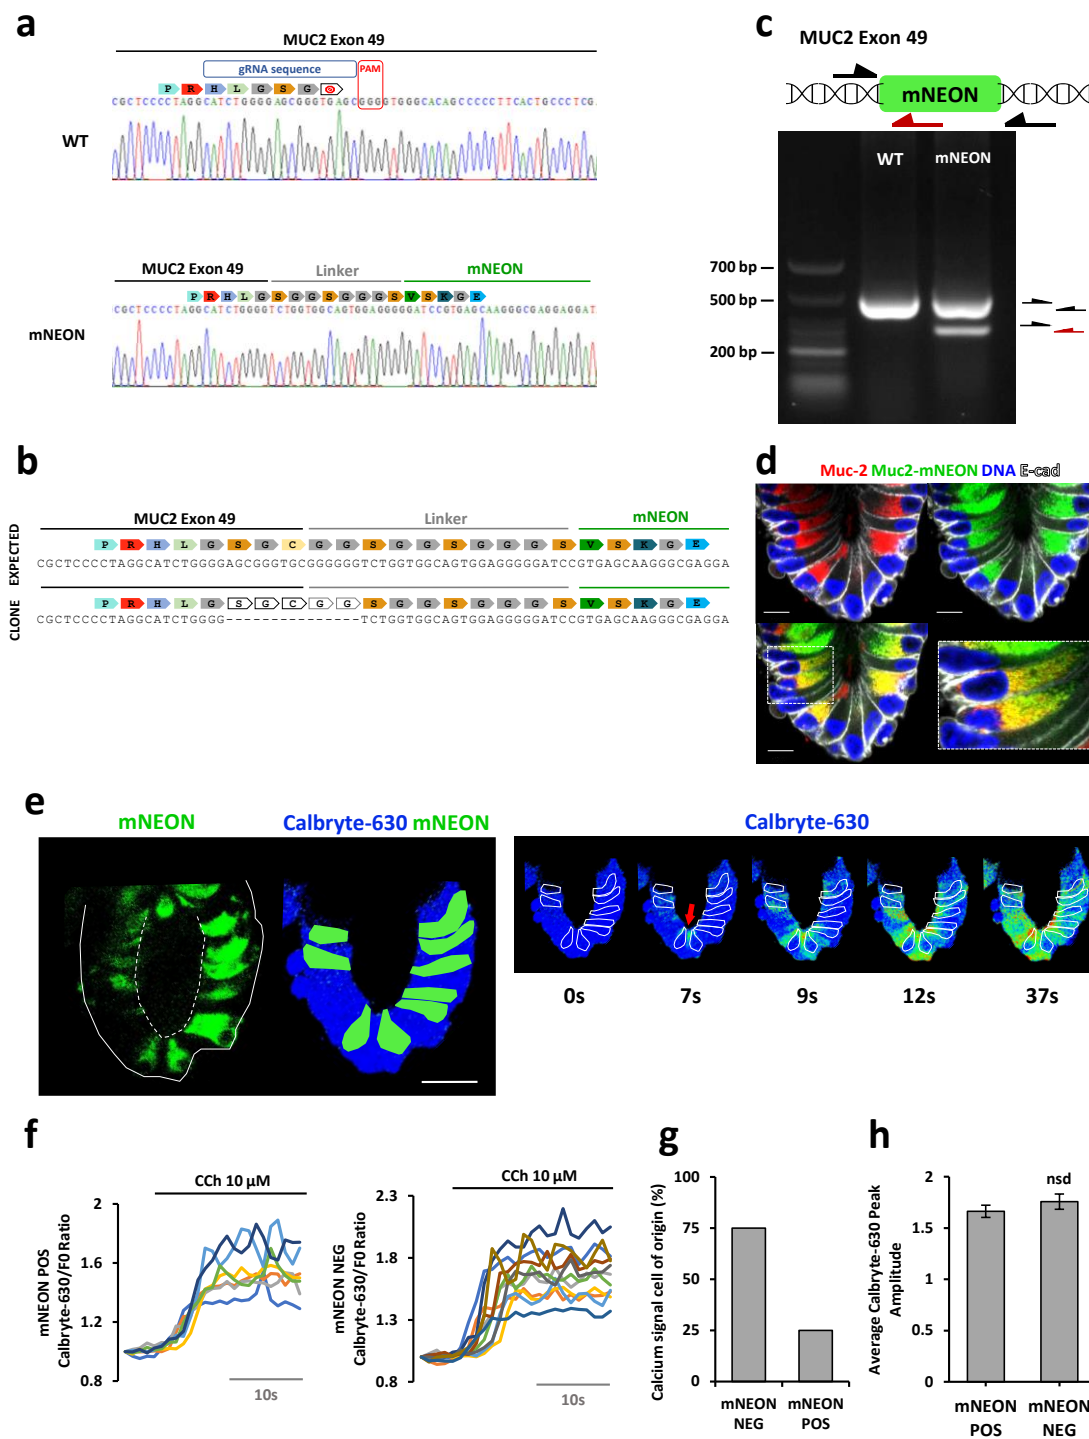 a
MUC2 Exon 49
gRNA sequence
PAM
P R H L G S G
CGCTCCCCTAGGCATCTGGGGAGCGGGTGAGCGGGGTGGGCACAGCCCCCTTCACTGCCCTCG
WT
MUC2 Exon 49 Linker mNEON
P R H L G S G G S G G G S V S K G E
CGCTCCCCTAGGCATCTGGGGTCTGGTGGCAGTGGAGGGGGATCCGTGAGCAAGGGCGAGGAGGAT
mNEON
b
MUC2 Exon 49 Linker mNEON
EXPECTED
P R H L G S G C G G S G G S G G G S V S K G E
CGCTCCCCTAGGCATCTGGGGAGCGGGTGCGGGGGGTCTGGTGGCAGTGGAGGGGGATCCGTGAGCAAGGGCGAGGA
CLONE
P R H L G S G C G G S G G S G G G S V S K G E
CGCTCCCCTAGGCATCTGGGG---------------TCTGGTGGCAGTGGAGGGGGATCCGTGAGCAAGGGCGAGGA
c
MUC2 Exon 49
mNEON
WT mNEON
700 bp
500 bp
200 bp
d
Muc-2 Muc2-mNEON DNA E-cad
e
mNEON
Calbryte-630 mNEON
Calbryte-630
0s 7s 9s 12s 37s
f
CCh 10 µM
mNEON POS
Calbryte-630/F0 Ratio
2
1.6
1.2
0.8
10s
CCh 10 µM
mNEON NEG
Calbryte-630/F0 Ratio
2.3
1.8
1.3
0.8
10s
g
Calcium signal cell of origin (%)
100
75
50
25
0
mNEON
NEG
mNEON
POS
h
Average Calbryte-630 Peak
Amplitude
2
1.5
1
0.5
0
nsd
mNEON
POS
mNEON
NEG